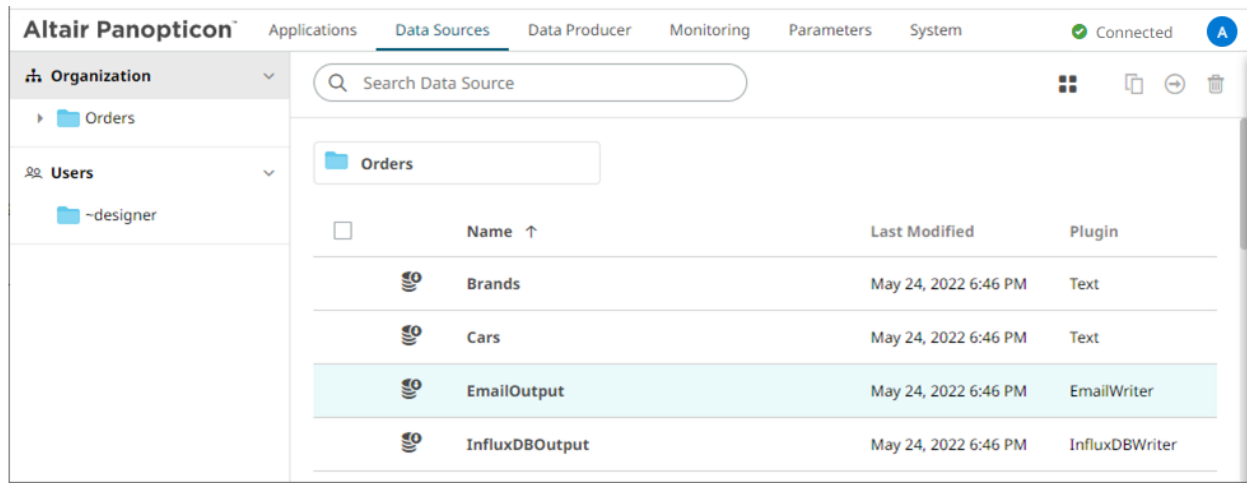 Altair Panopticon™ Applications Data Sources Data Producer Monitoring Parameters System Connected A
Organization
Orders
Users
~designer
Search Data Source
Orders
Name ↑ Last Modified Plugin
Brands May 24, 2022 6:46 PM Text
Cars May 24, 2022 6:46 PM Text
EmailOutput May 24, 2022 6:46 PM EmailWriter
InfluxDBOutput May 24, 2022 6:46 PM InfluxDBWriter